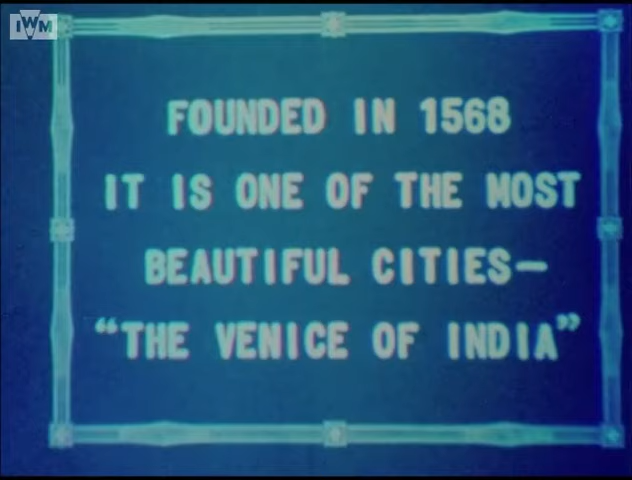 IWM
FOUNDED IN 1568
IT IS ONE OF THE MOST
BEAUTIFUL CITIES—
“THE VENICE OF INDIA”